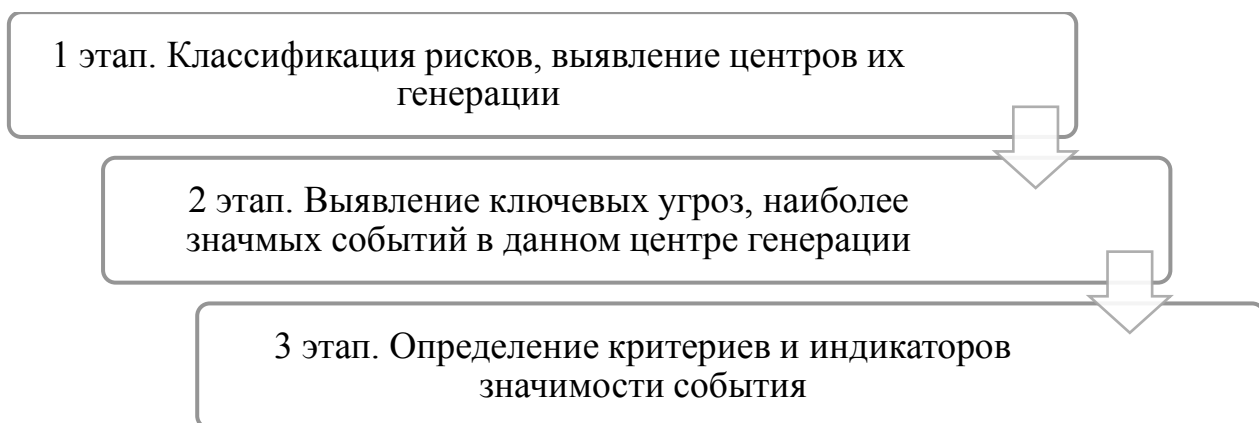 1 этап. Классификация рисков, выявление центров их
генерации
2 этап. Выявление ключевых угроз, наиболее
значмых событий в данном центре генерации
3 этап. Определение критериев и индикаторов
значимости события